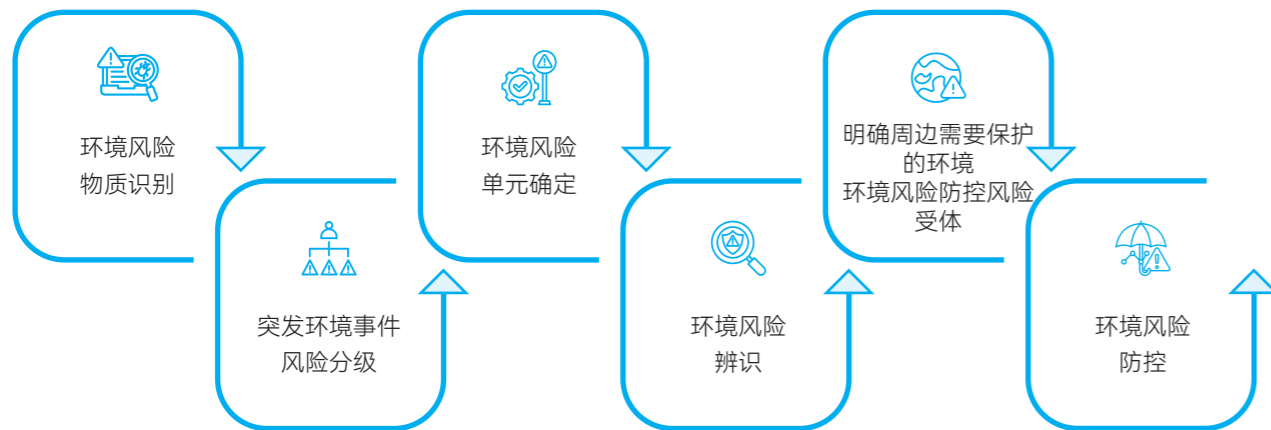 环境风险
物质识别
突发环境事件
风险分级
环境风险
单元确定
环境风险
辨识
明确周边需要保护
的环境
环境风险防控风险
受体
环境风险
防控